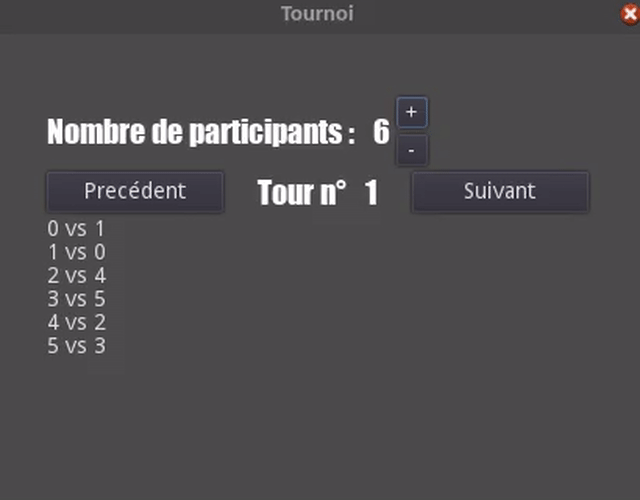 Tournoi
Nombre de participants : 6
+
-
Precédent
Tour n° 1
Suivant
0 vs 1
1 vs 0
2 vs 4
3 vs 5
4 vs 2
5 vs 3